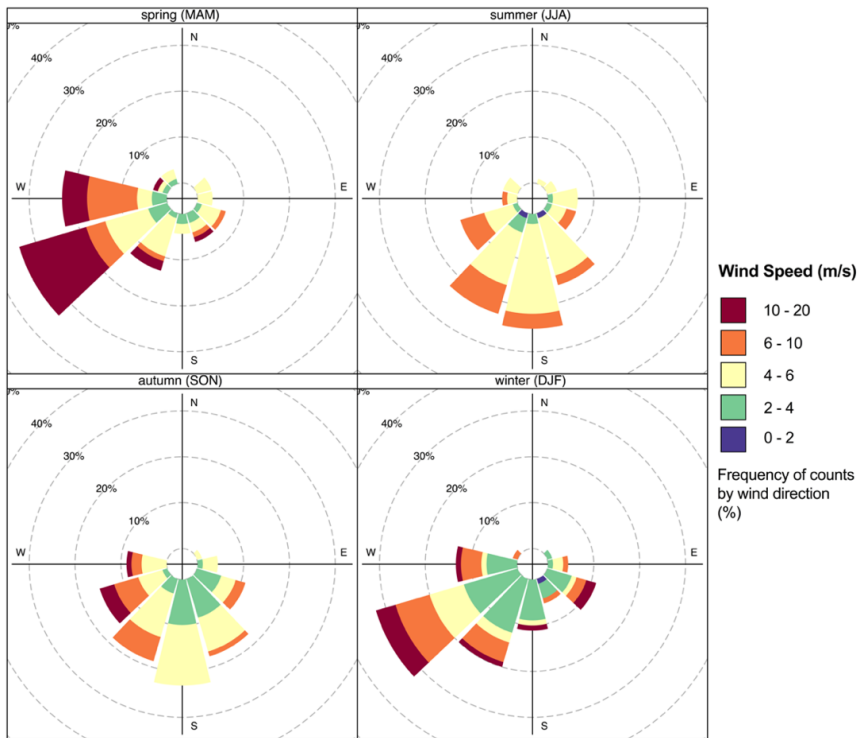 spring (MAM)
N
40%
30%
20%
10%
W
E
S
summer (JJA)
N
40%
30%
20%
10%
W
E
S
autumn (SON)
N
40%
30%
20%
10%
W
E
S
winter (DJF)
N
40%
30%
20%
10%
W
E
S
Wind Speed (m/s)
10 - 20
6 - 10
4 - 6
2 - 4
0 - 2
Frequency of counts
by wind direction
(%)